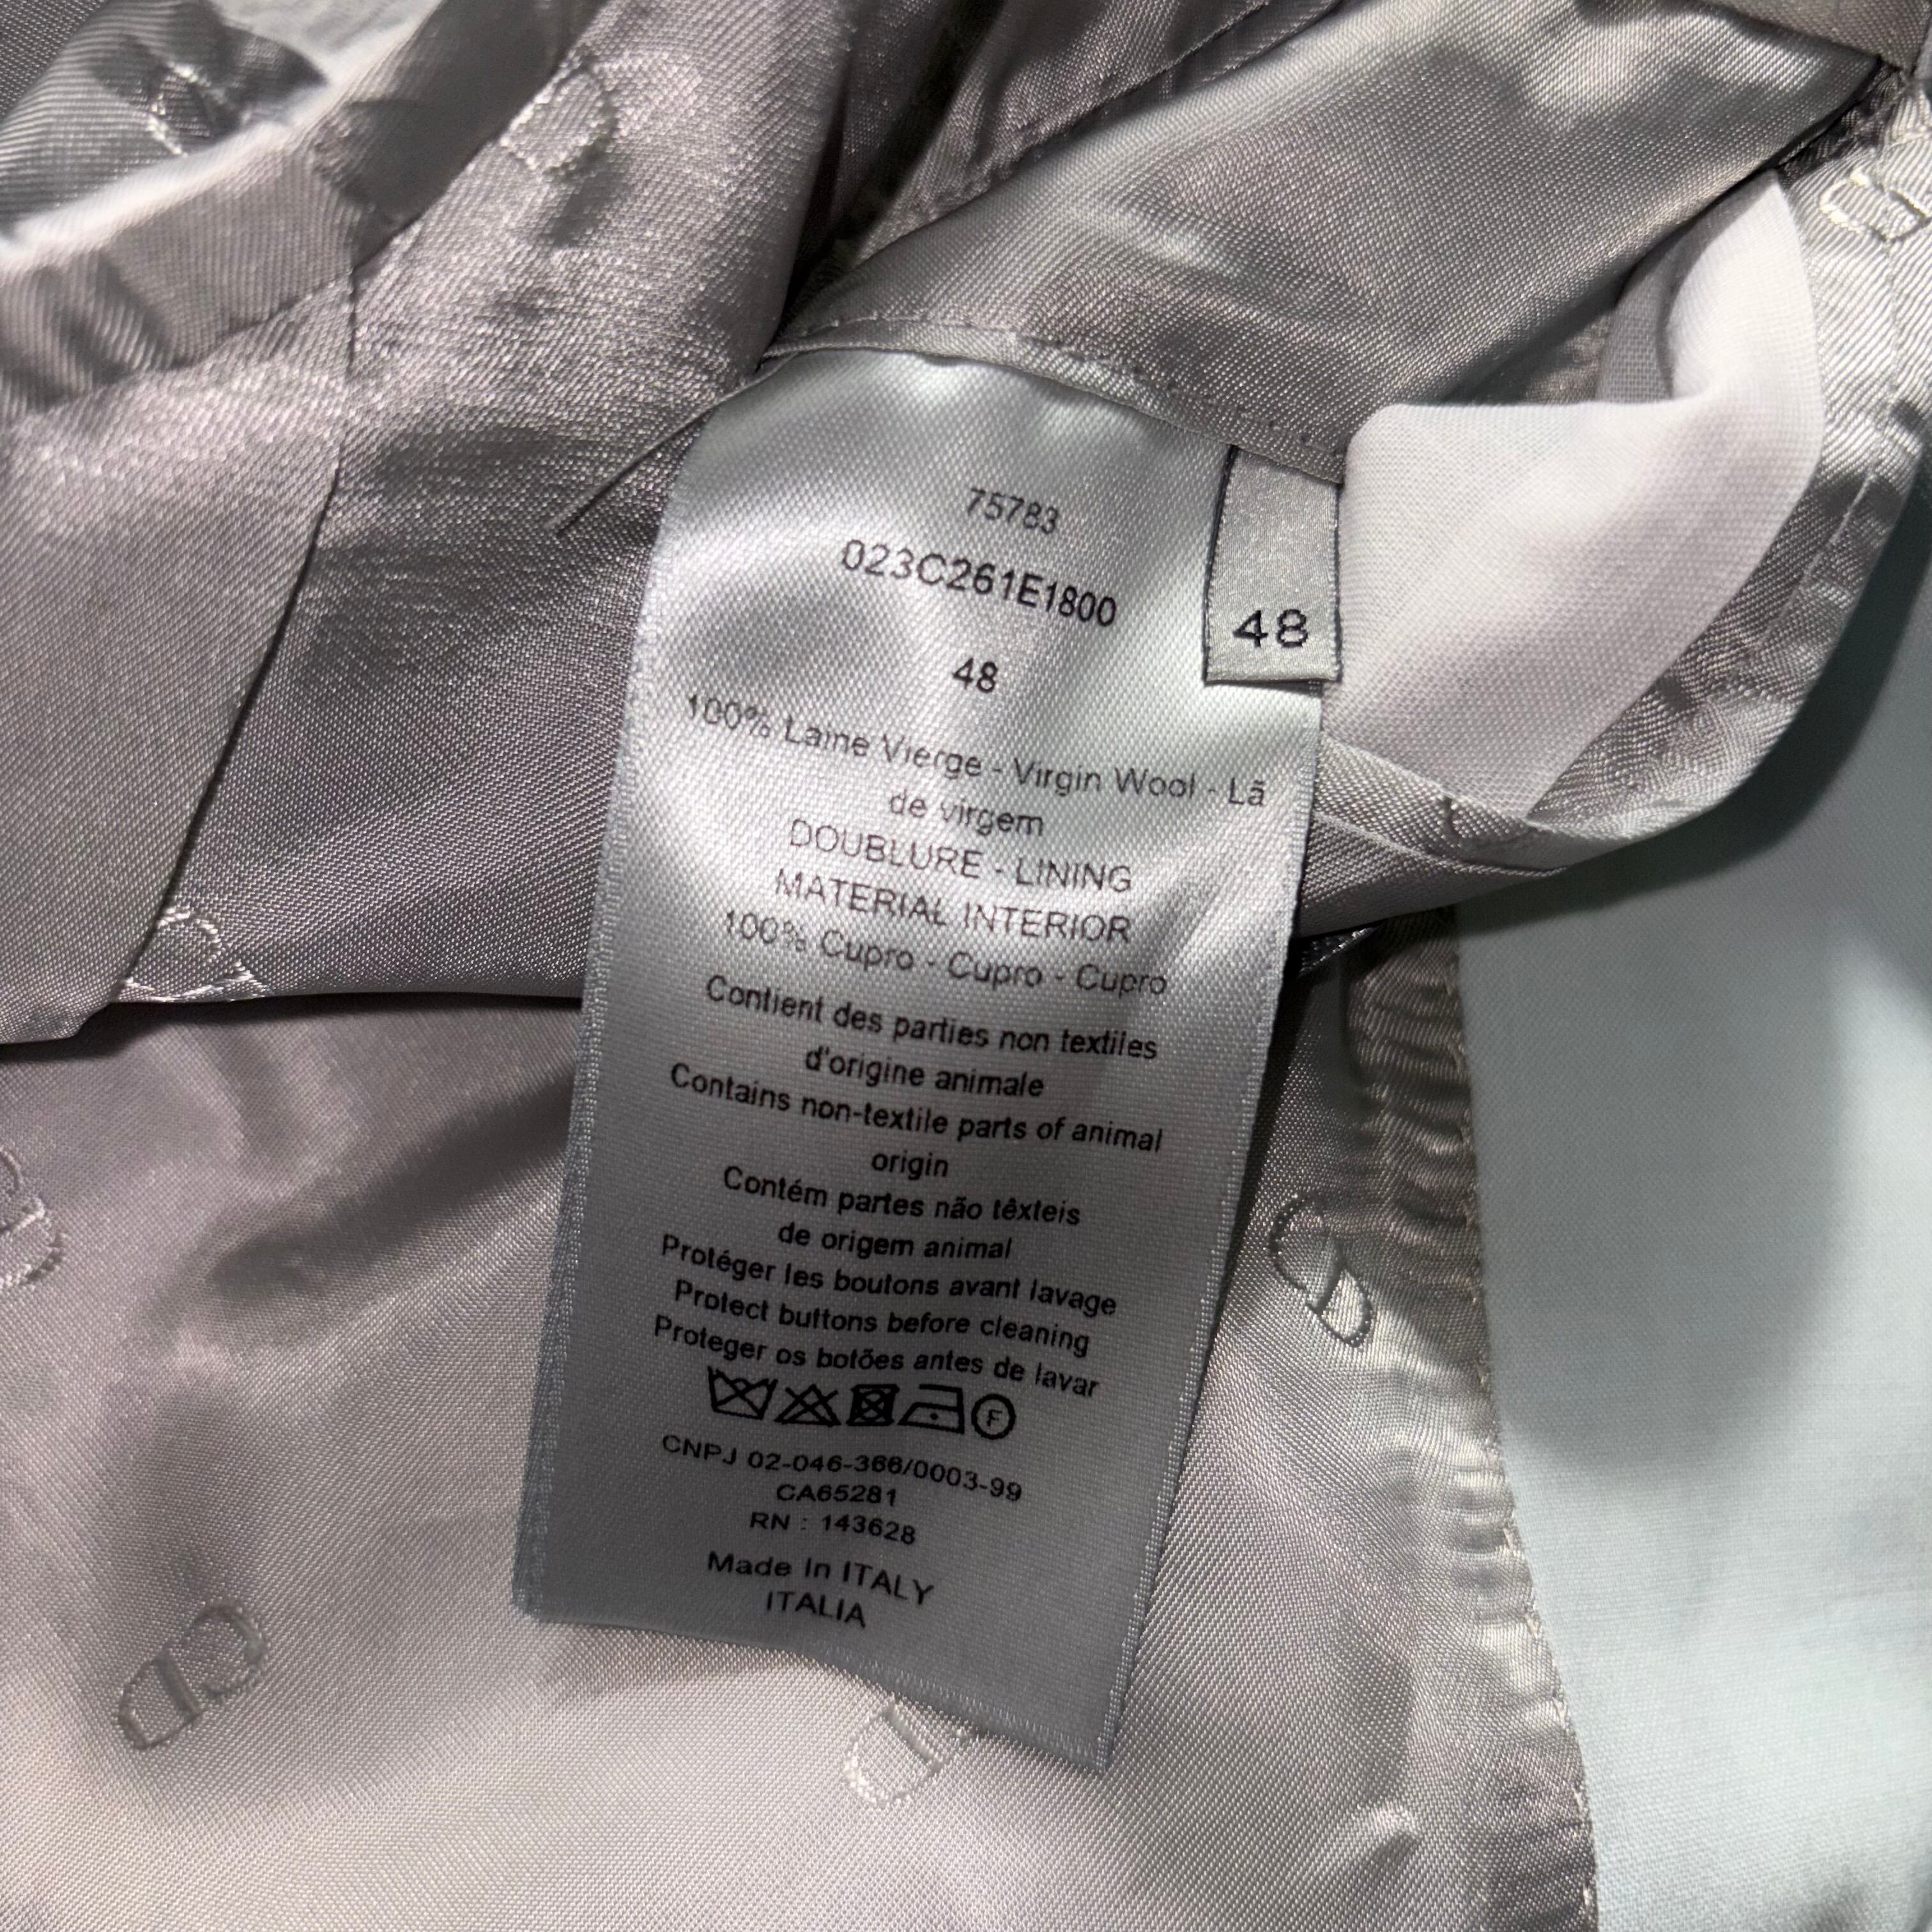 75783
023C261E1800
48
48
100% Laine Vierge - Virgin Wool - Lã
de virgem
DOUBLURE - LINING
MATERIAL INTERIOR
100% Cupro - Cupro - Cupro
Contient des parties non textiles
d'origine animale
Contains non-textile parts of animal
origin
Contém partes não têxteis
de origem animal
Protéger les boutons avant lavage
Protect buttons before cleaning
Proteger os botões antes de lavar
F
CNPJ 02-046-366/0003-99
CA65281
RN : 143628
Made In ITALY
ITALIA